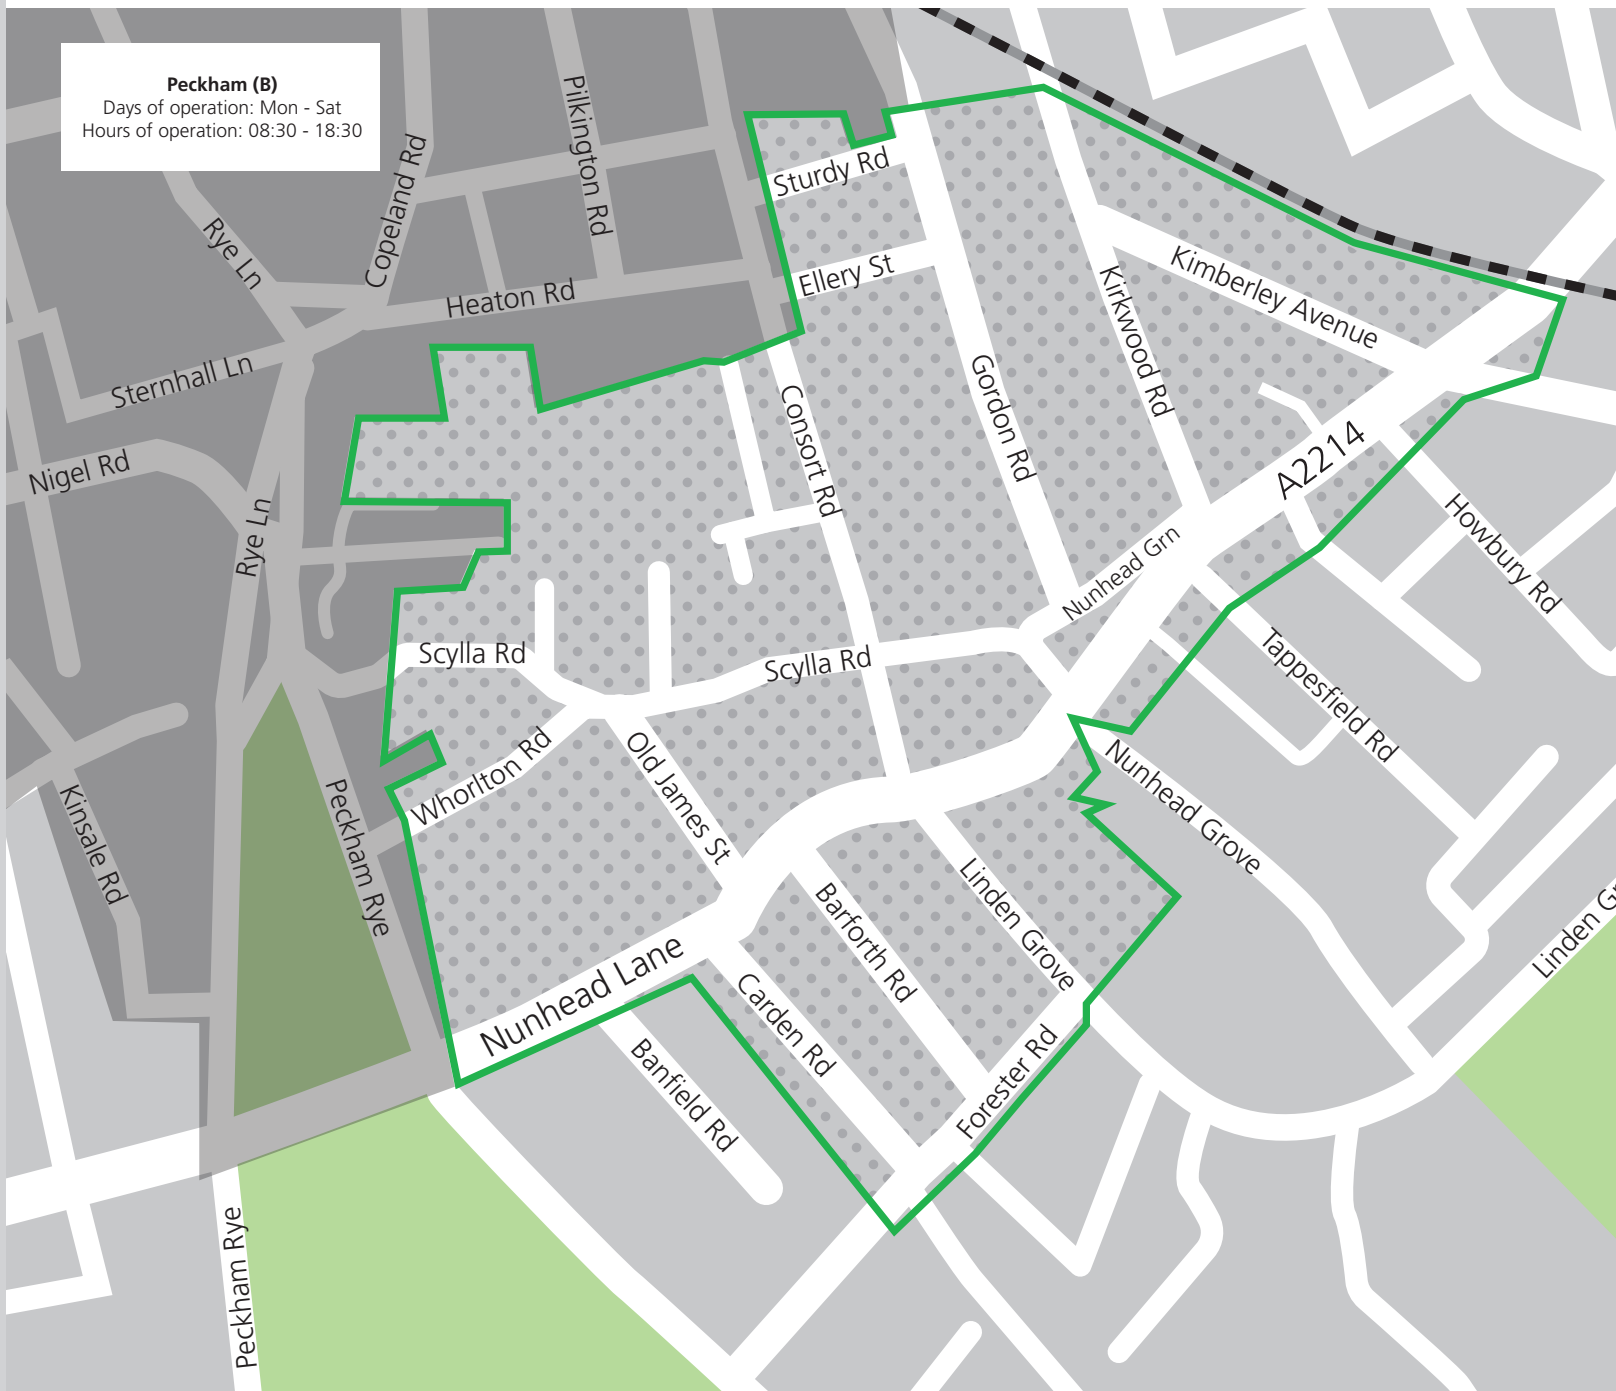 Peckham (B)
Days of operation: Mon - Sat
Hours of operation: 08:30 - 18:30
Pilkington Rd
Copeland Rd
Sturdy Rd
Rye Ln
Ellery St
Heaton Rd
Kimberley Avenue
Kirkwood Rd
Sternhall Ln
Gordon Rd
Consort Rd
A2214
Nigel Rd
Rye Ln
Howbury Rd
Nunhead Grn
Scylla Rd
Scylla Rd
Tappesfield Rd
Whorlton Rd
Old James St
Nunhead Grove
Kinsale Rd
Peckham Rye
Linden Grove
Barforth Rd
Linden Gr
Nunhead Lane
Carden Rd
Banfield Rd
Forester Rd
Peckham Rye